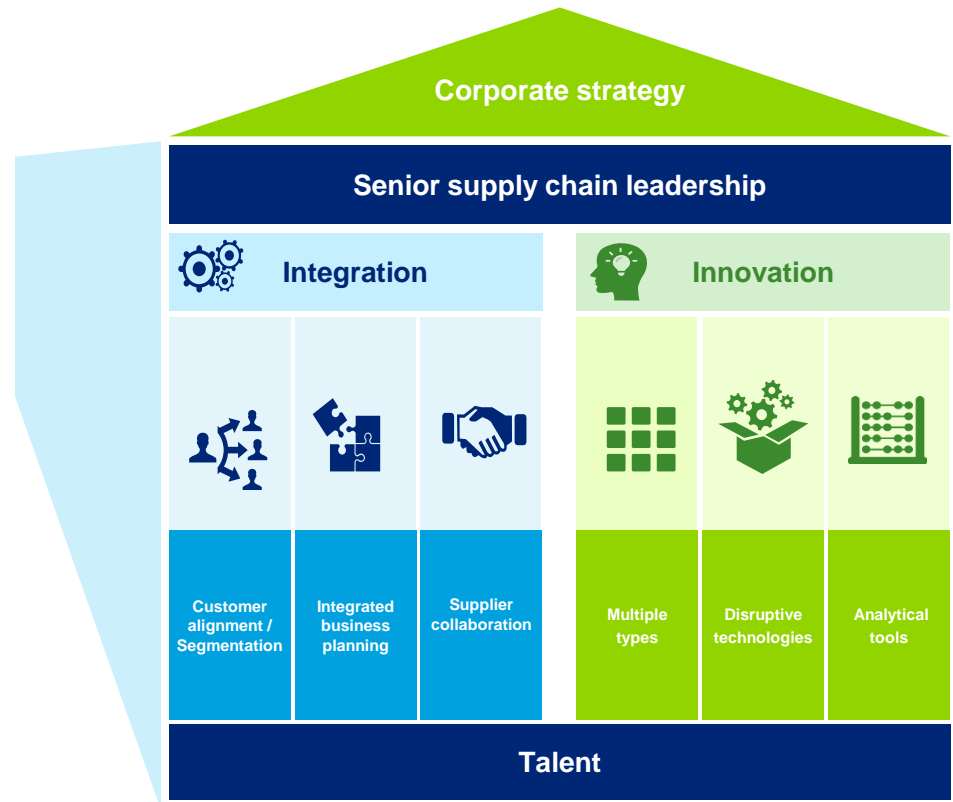 Corporate strategy
Senior supply chain leadership
Integration
Innovation
Customer
alignment /
Segmentation
Integrated
business
planning
Supplier
collaboration
Multiple
types
Disruptive
technologies
Analytical
tools
Talent